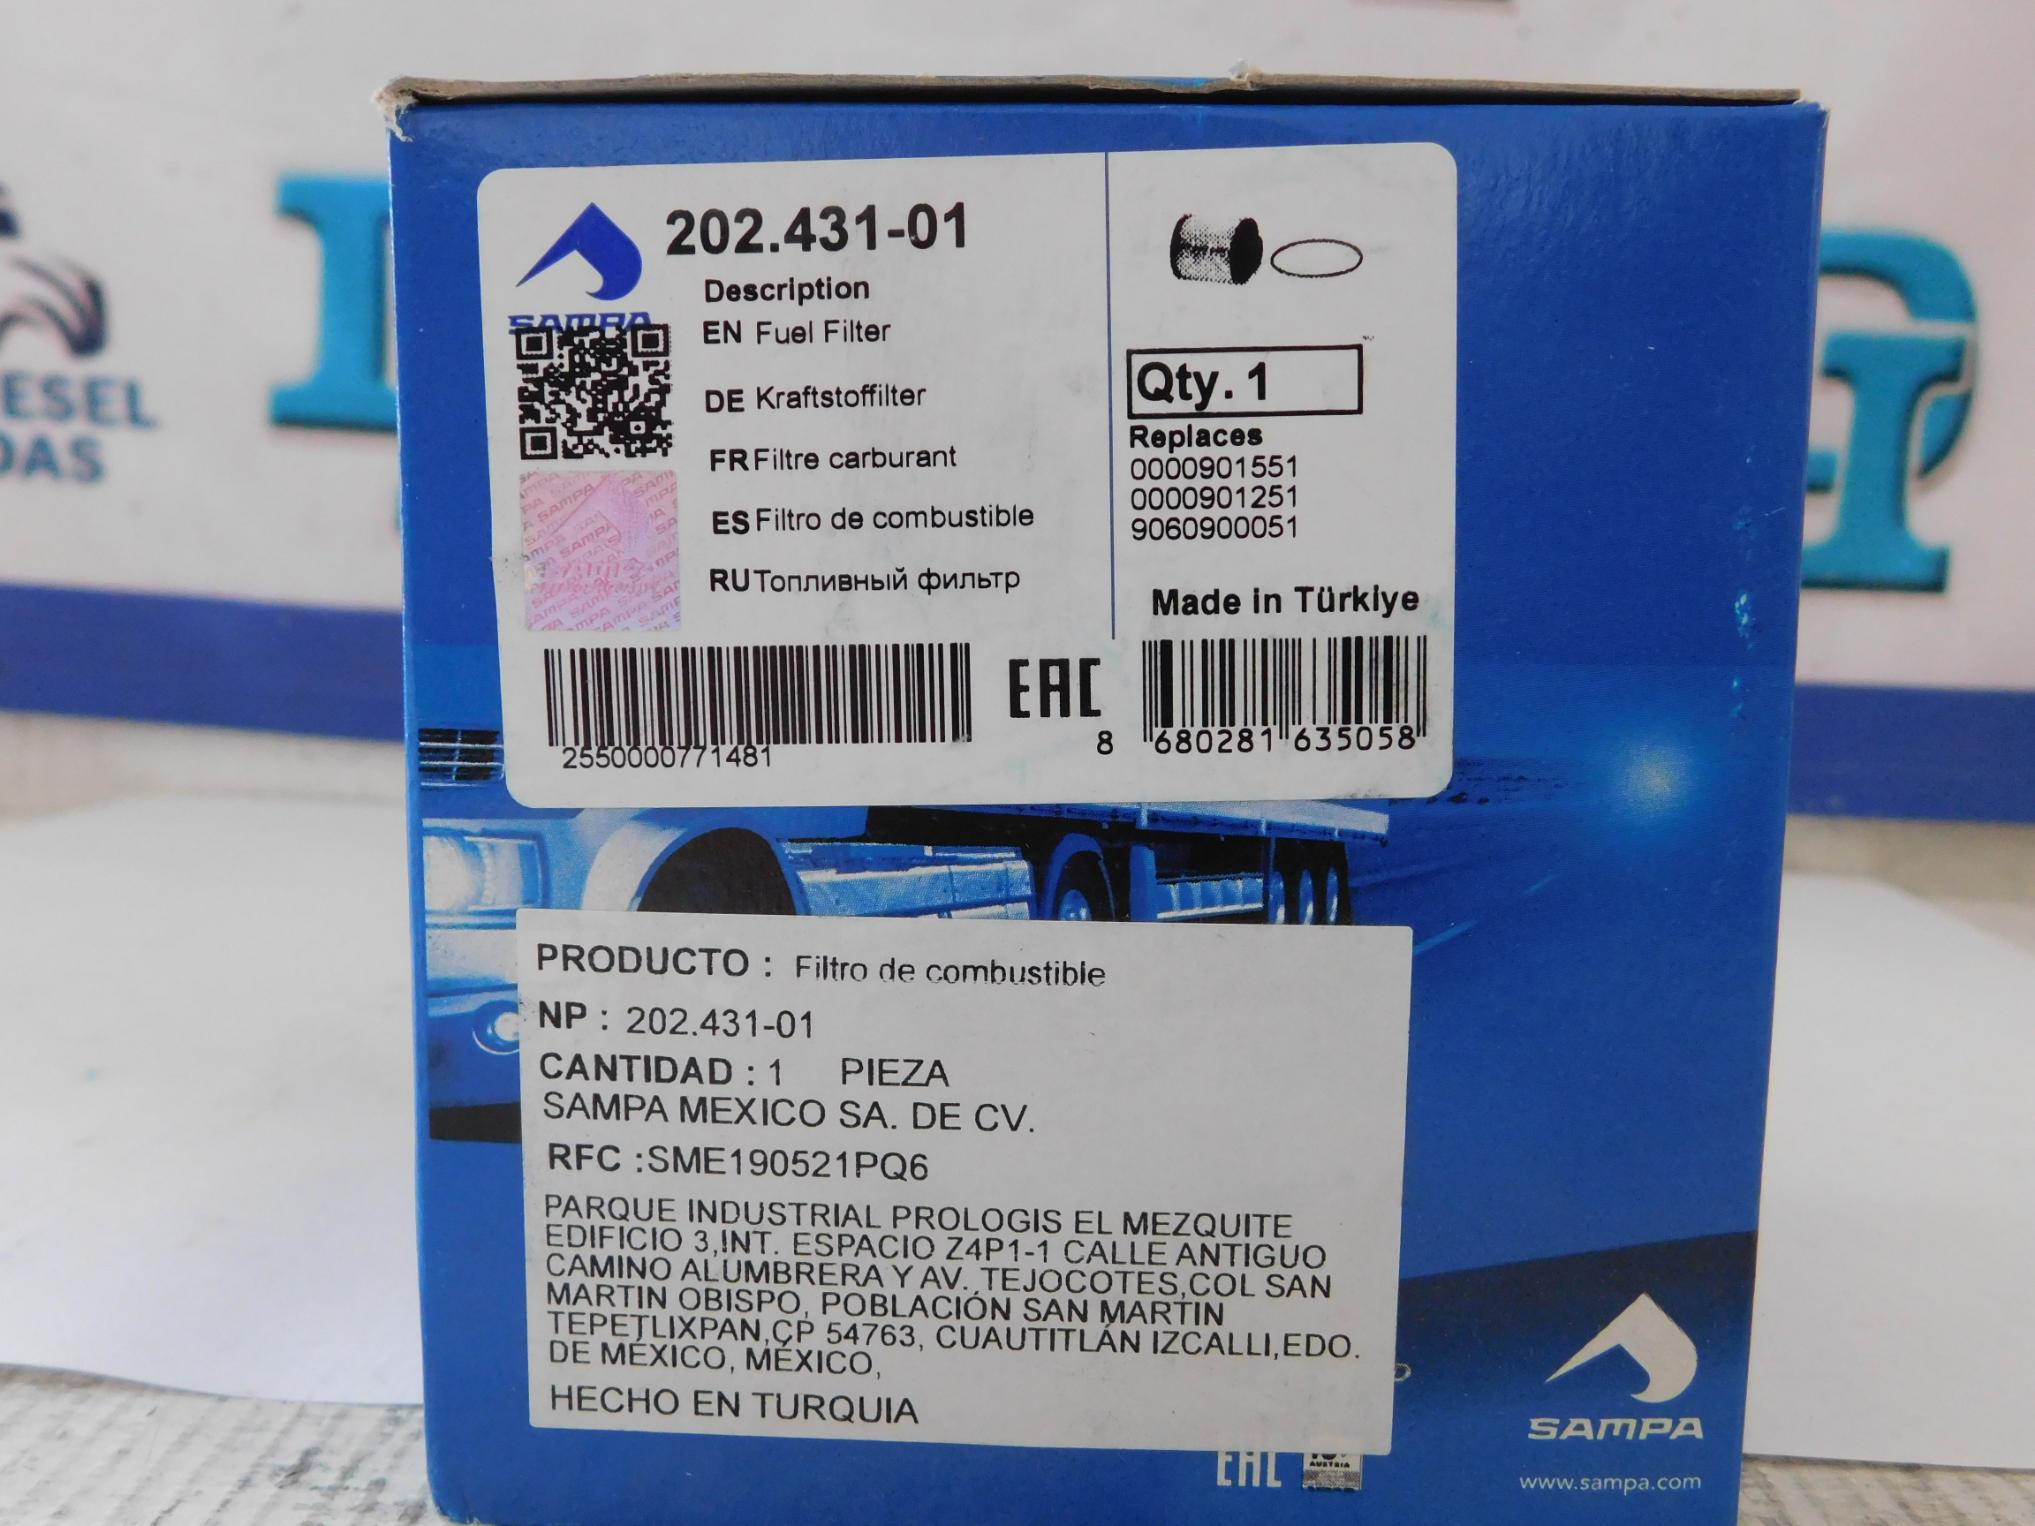 202.431-01
SAMPA
Description
EN Fuel Filter
DE Kraftstoffilter
FR Filtre carburant
ES Filtro de combustible
RU Топливный фильтр
Qty. 1
Replaces
0000901551
0000901251
9060900051
Made in Türkiye
2550000771481
EAC
8 680281 635058
PRODUCTO : Filtro de combustible
NP : 202.431-01
CANTIDAD : 1 PIEZA
SAMPA MEXICO SA. DE CV.
RFC :SME190521PQ6
PARQUE INDUSTRIAL PROLOGIS EL MEZQUITE
EDIFICIO 3,INT. ESPACIO Z4P1-1 CALLE ANTIGUO
CAMINO ALUMBRERA Y AV. TEJOCOTES,COL SAN
MARTIN OBISPO, POBLACIÓN SAN MARTIN
TEPETLIXPAN,CP 54763, CUAUTITLÁN IZCALLI,EDO.
DE MÉXICO, MÉXICO,
HECHO EN TURQUIA
EAC
AUSTRIA
SAMPA
www.sampa.com
ESEL
DAS